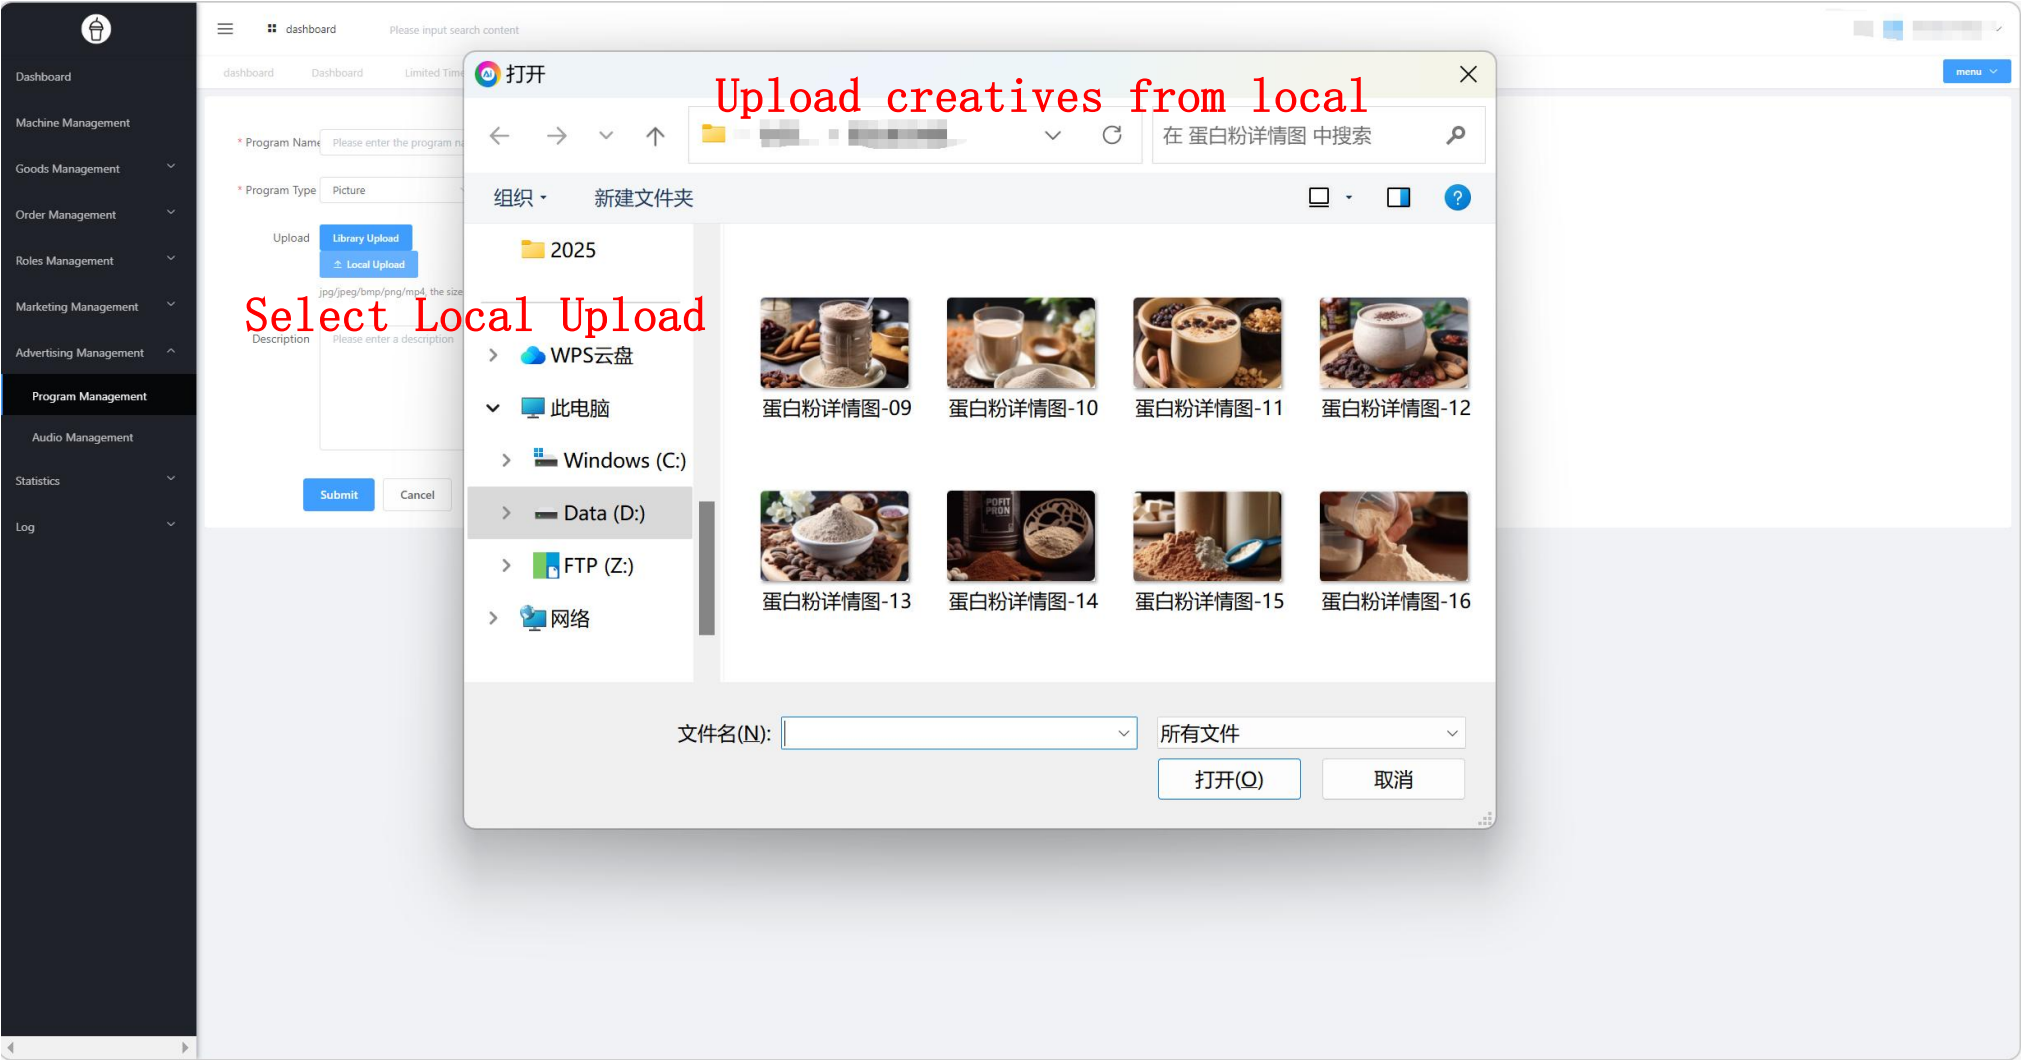 dashboard
Please input search content
dashboard
Dashboard
Limited Time
menu
Dashboard
Machine Management
Goods Management
Order Management
Roles Management
Marketing Management
Advertising Management
Program Management
Audio Management
Statistics
Log
* Program Name
Please enter the program na
* Program Type
Picture
Upload
Library Upload
Local Upload
jpg/jpeg/bmp/png/mp4, the size
Select Local Upload
Description
Please enter a description
Submit
Cancel
打开
Upload creatives from local
在 蛋白粉详情图 中搜索
组织
新建文件夹
2025
WPS云盘
此电脑
Windows (C:)
Data (D:)
FTP (Z:)
网络
蛋白粉详情图-09
蛋白粉详情图-10
蛋白粉详情图-11
蛋白粉详情图-12
POFIT
PRON
蛋白粉详情图-13
蛋白粉详情图-14
蛋白粉详情图-15
蛋白粉详情图-16
文件名(N):
所有文件
打开(O)
取消